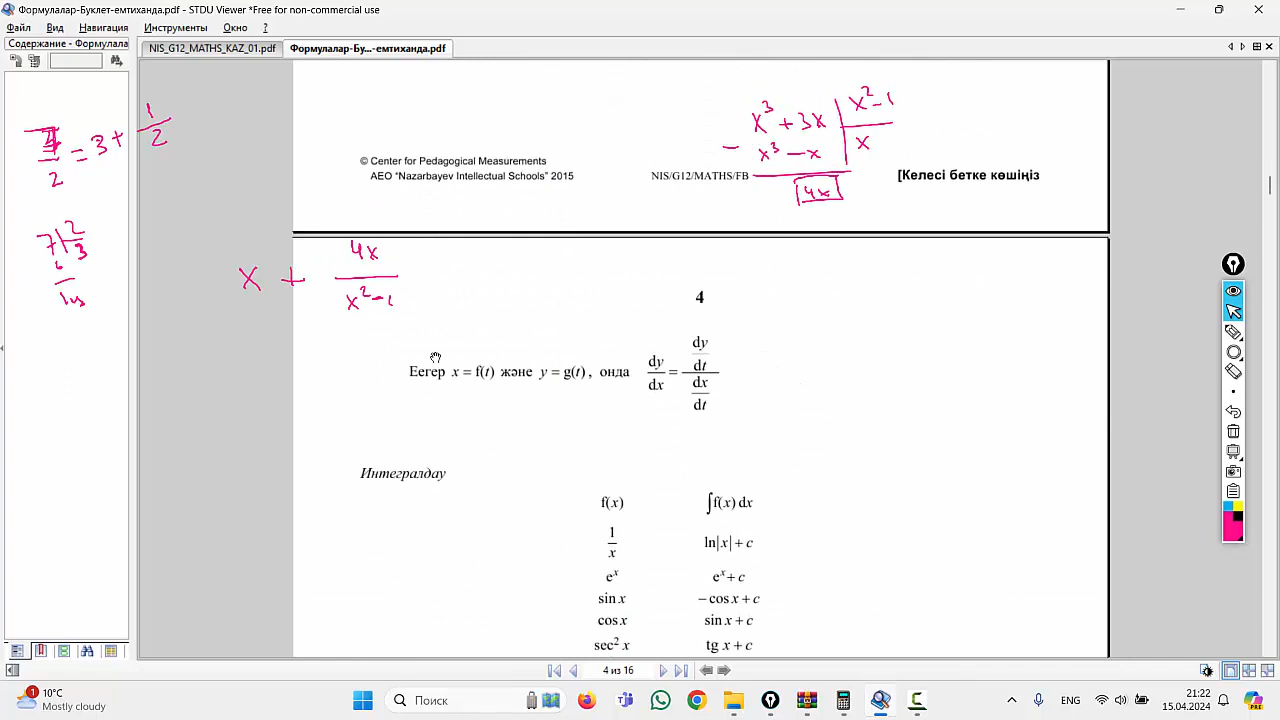 Формулалар-Буклет-емтиханда.pdf - STDU Viewer *Free for non-commercial use*
Файл Вид Навигация Инструменты Окно ?
Содержание - Формулала
NIS_G12_MATHS_KAZ_01.pdf Формулалар-Бу...-емтиханда.pdf
= 3 + 1/2
2
7 2
3
6
x³ + 3x x² - 1
- x³ - x x
4x
© Center for Pedagogical Measurements
AEO “Nazarbayev Intellectual Schools” 2015 NIS/G12/MATHS/FB [Келесі бетке көшіңіз
x + 4x/(x² - 1)
4
Еегер x = f(t) және y = g(t) , онда dy/dx = (dy/dt)/(dx/dt)
Интегралдау
f(x) ∫f(x) dx
1/x ln|x| + c
eˣ eˣ + c
sin x − cos x + c
cos x sin x + c
sec² x tg x + c
4 из 16
1
10°C
Mostly cloudy
Поиск
ENG
21:22
15.04.2024
PRE